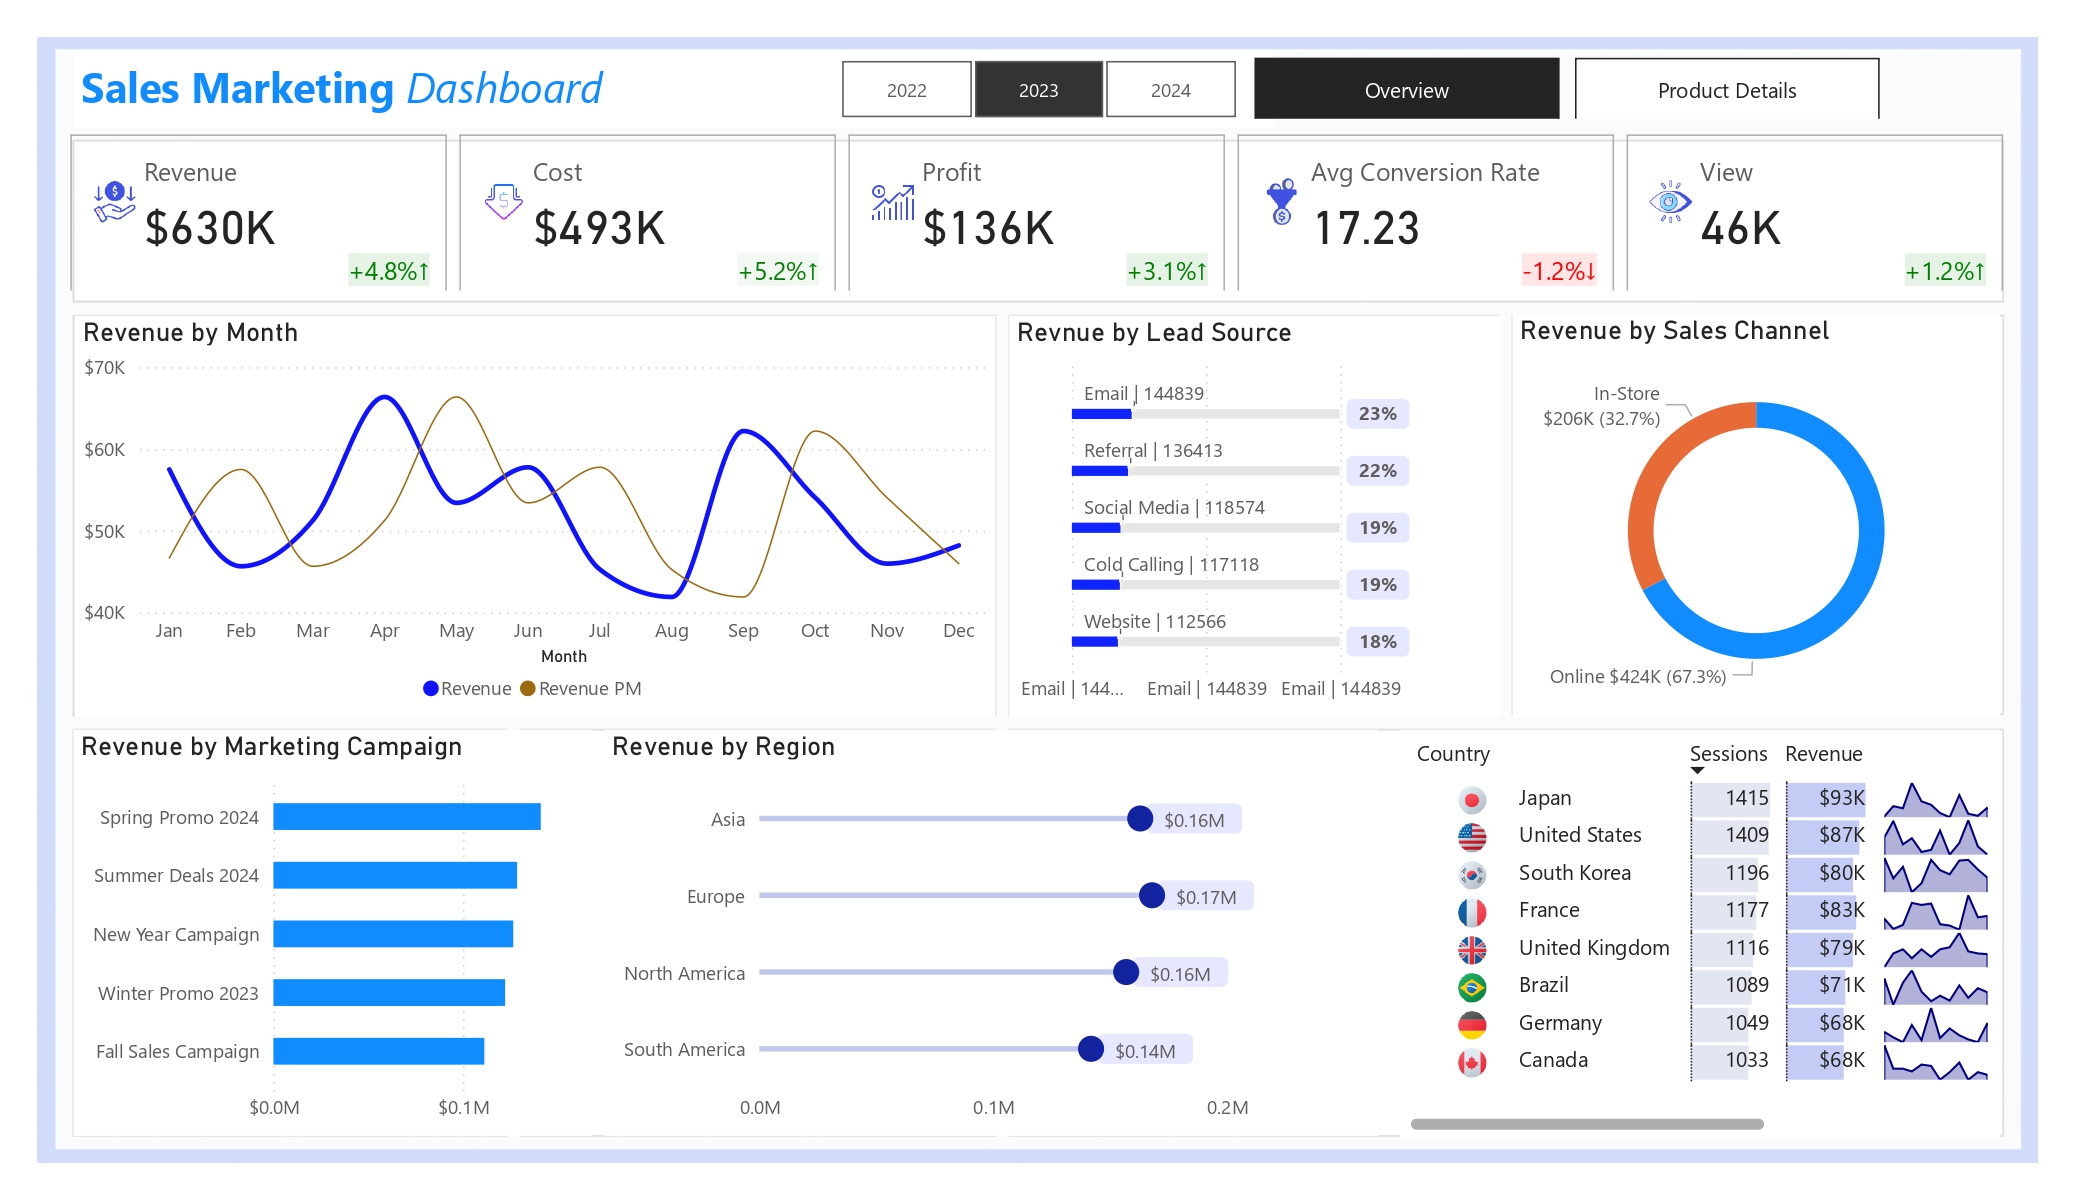 Sales Marketing Dashboard
2022
2023
2024
Overview
Product Details
Revenue
$630K
+4.8%↑
Cost
$493K
+5.2%↑
Profit
$136K
+3.1%↑
Avg Conversion Rate
17.23
-1.2%↓
View
46K
+1.2%↑
Revenue by Month
$70K
$60K
$50K
$40K
Jan Feb Mar Apr May Jun Jul Aug Sep Oct Nov Dec
Month
Revenue Revenue PM
Revnue by Lead Source
Email | 144839
23%
Referral | 136413
22%
Social Media | 118574
19%
Cold Calling | 117118
19%
Website | 112566
18%
Email | 144... Email | 144839 Email | 144839
Revenue by Sales Channel
In-Store
$206K (32.7%)
Online $424K (67.3%)
Revenue by Marketing Campaign
Spring Promo 2024
Summer Deals 2024
New Year Campaign
Winter Promo 2023
Fall Sales Campaign
$0.0M $0.1M
Revenue by Region
Asia $0.16M
Europe $0.17M
North America $0.16M
South America $0.14M
0.0M 0.1M 0.2M
Country Sessions Revenue
Japan 1415 $93K
United States 1409 $87K
South Korea 1196 $80K
France 1177 $83K
United Kingdom 1116 $79K
Brazil 1089 $71K
Germany 1049 $68K
Canada 1033 $68K